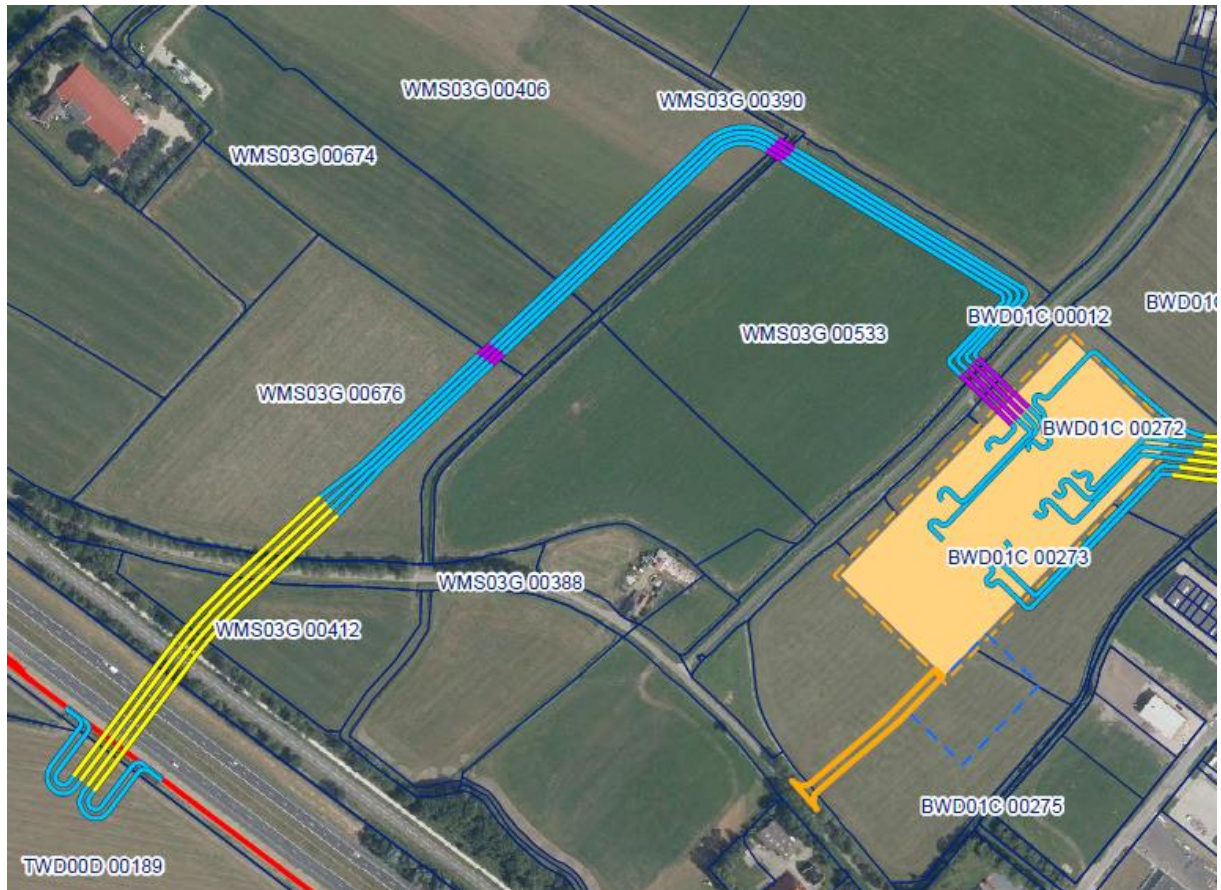 WMS03G 00406
WMS03G 00390
WMS03G 00674
BWD01C
BWD01C 00012
WMS03G 00533
WMS03G 00676
BWD01C 00272
BWD01C 00273
WMS03G 00388
WMS03G 00412
BWD01C 00275
TWD00D 00189